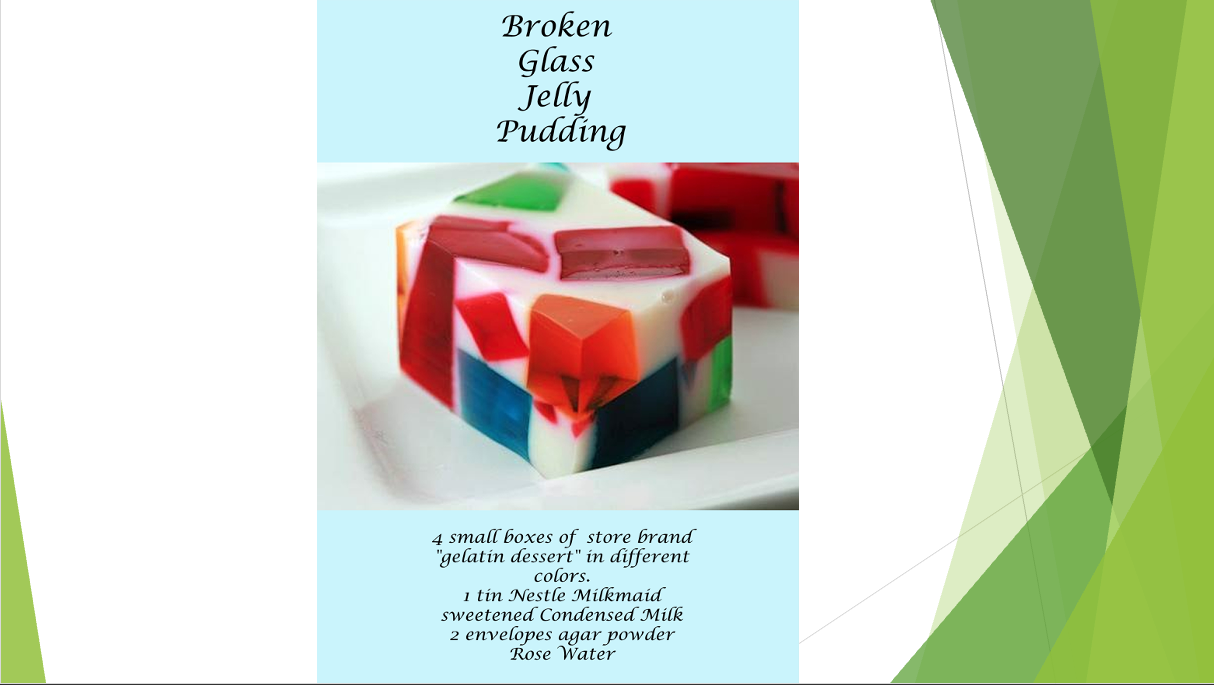 Broken
Glass
Jelly
Pudding
4 small boxes of  store brand
"gelatin dessert" in different
colors.
1 tin Nestle Milkmaid
sweetened Condensed Milk
2 envelopes agar powder
Rose Water